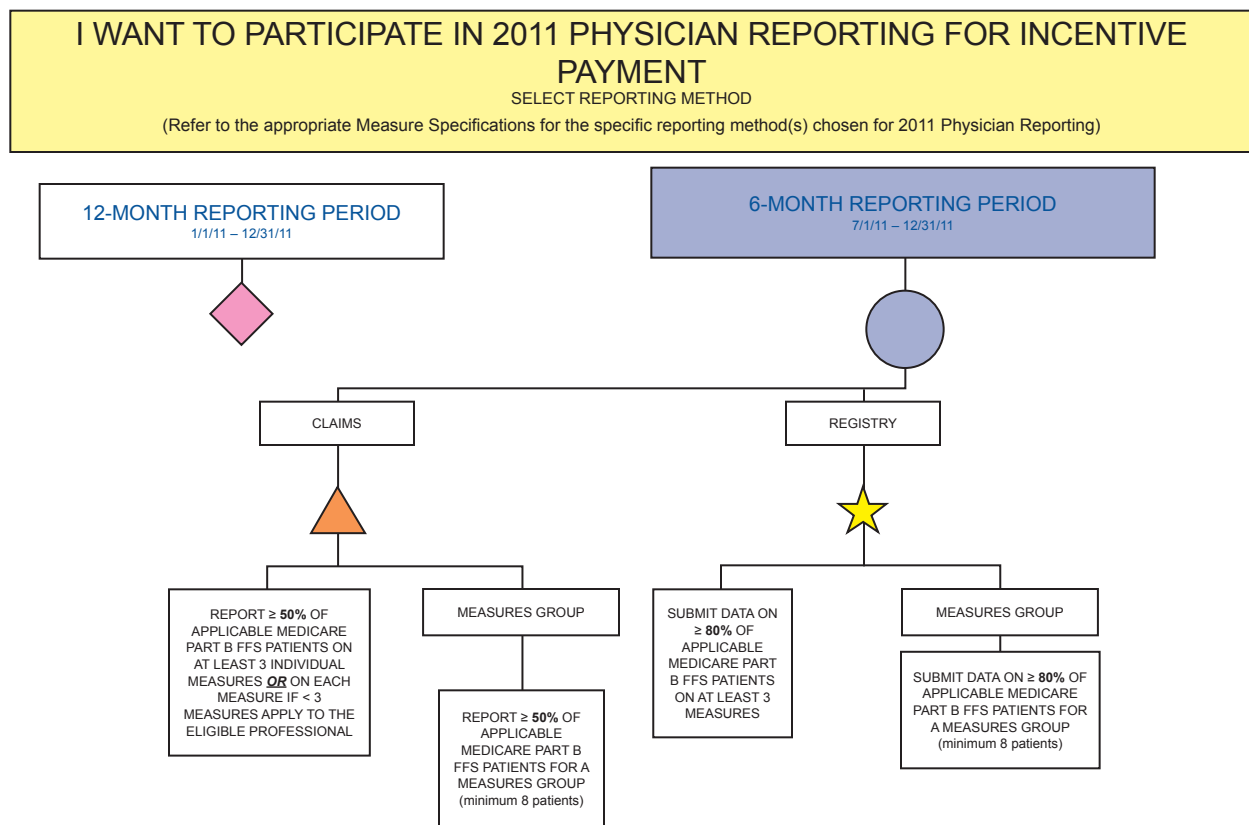 I WANT TO PARTICIPATE IN 2011 PHYSICIAN REPORTING FOR INCENTIVE
PAYMENT
SELECT REPORTING METHOD
(Refer to the appropriate Measure Specifications for the specific reporting method(s) chosen for 2011 Physician Reporting)
12-MONTH REPORTING PERIOD
1/1/11 – 12/31/11
6-MONTH REPORTING PERIOD
7/1/11 – 12/31/11
CLAIMS
REGISTRY
REPORT ≥ 50% OF
APPLICABLE MEDICARE
PART B FFS PATIENTS ON
AT LEAST 3 INDIVIDUAL
MEASURES OR ON EACH
MEASURE IF < 3
MEASURES APPLY TO THE
ELIGIBLE PROFESSIONAL
MEASURES GROUP
REPORT ≥ 50% OF
APPLICABLE
MEDICARE PART B
FFS PATIENTS FOR A
MEASURES GROUP
(minimum 8 patients)
SUBMIT DATA ON
≥ 80% OF
APPLICABLE
MEDICARE PART
B FFS PATIENTS
ON AT LEAST 3
MEASURES
MEASURES GROUP
SUBMIT DATA ON ≥ 80% OF
APPLICABLE MEDICARE
PART B FFS PATIENTS FOR
A MEASURES GROUP
(minimum 8 patients)